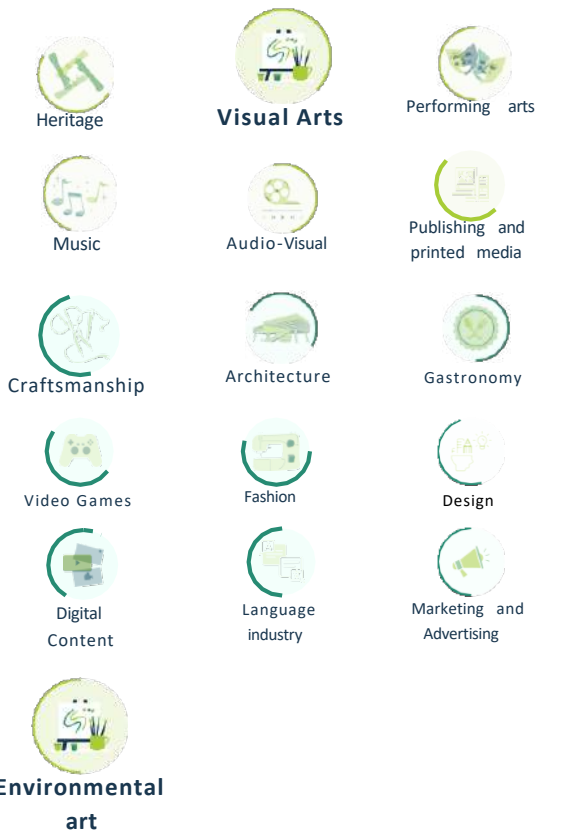 Heritage
Visual Arts
Performing arts
Music
Audio-Visual
Publishing and
printed media
Craftsmanship
Architecture
Gastronomy
Video Games
Fashion
Design
Digital
Content
Language
industry
Marketing and
Advertising
Environmental
art